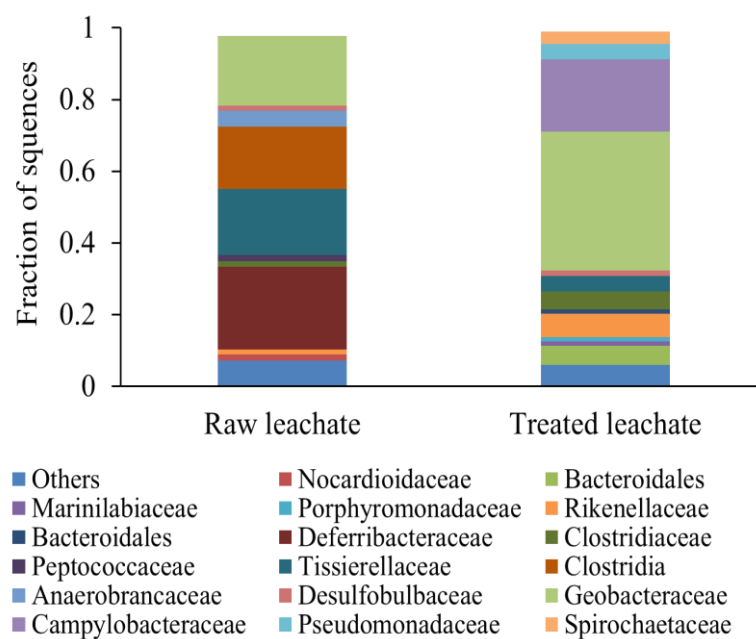 1
0.8
0.6
0.4
0.2
0
Fraction of squences
Raw leachate Treated leachate
Others Nocardioidaceae Bacteroidales
Marinilabiaceae Porphyromonadaceae Rikenellaceae
Bacteroidales Deferribacteraceae Clostridiaceae
Peptococcaceae Tissierellaceae Clostridia
Anaerobrancaceae Desulfobulbaceae Geobacteraceae
Campylobacteraceae Pseudomonadaceae Spirochaetaceae